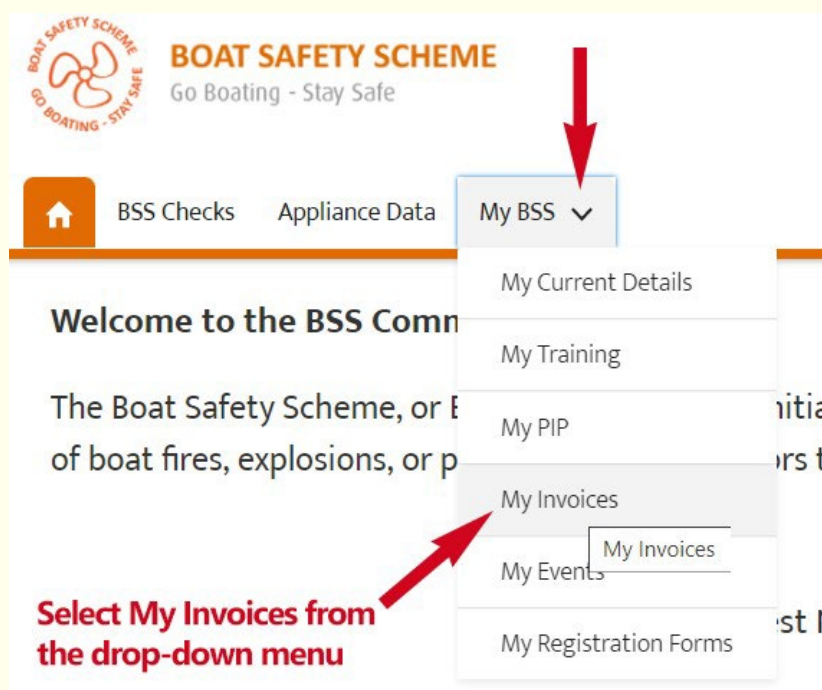 BOAT SAFETY SCHEME
GO BOATING - STAY SAFE
BOAT SAFETY SCHEME
Go Boating - Stay Safe
BSS Checks Appliance Data My BSS
My Current Details
Welcome to the BSS Comm
My Training
The Boat Safety Scheme, or
My PIP
of boat fires, explosions, or p
My Invoices
My Invoices
My Events
Select My Invoices from
the drop-down menu
My Registration Forms